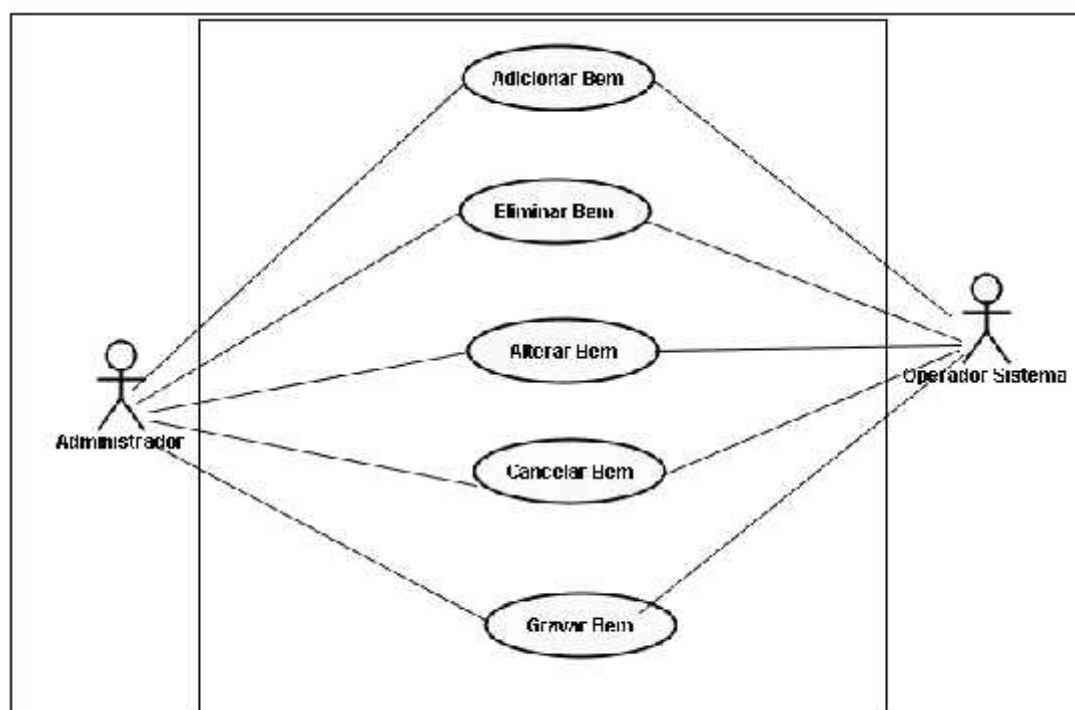 Adicionar Bem
Eliminar Bem
Alterar Bem
Operador Sistema
Administrador
Cancelar Bem
Gravar Bem